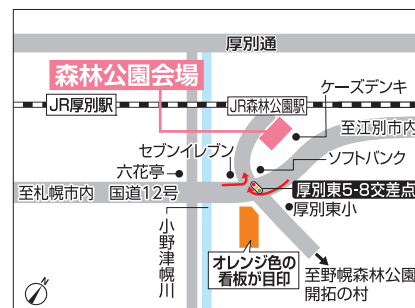 厚別通
森林公園会場
ケーズデンキ
JR厚別駅
JR森林公園駅
至江別市内
セブンイレブン
ソフトバンク
六花亭
至札幌市内 国道12号
厚別東5-8交差点
厚別東小
小野津幌川
オレンジ色の
看板が目印
至野幌森林公園
開拓の村